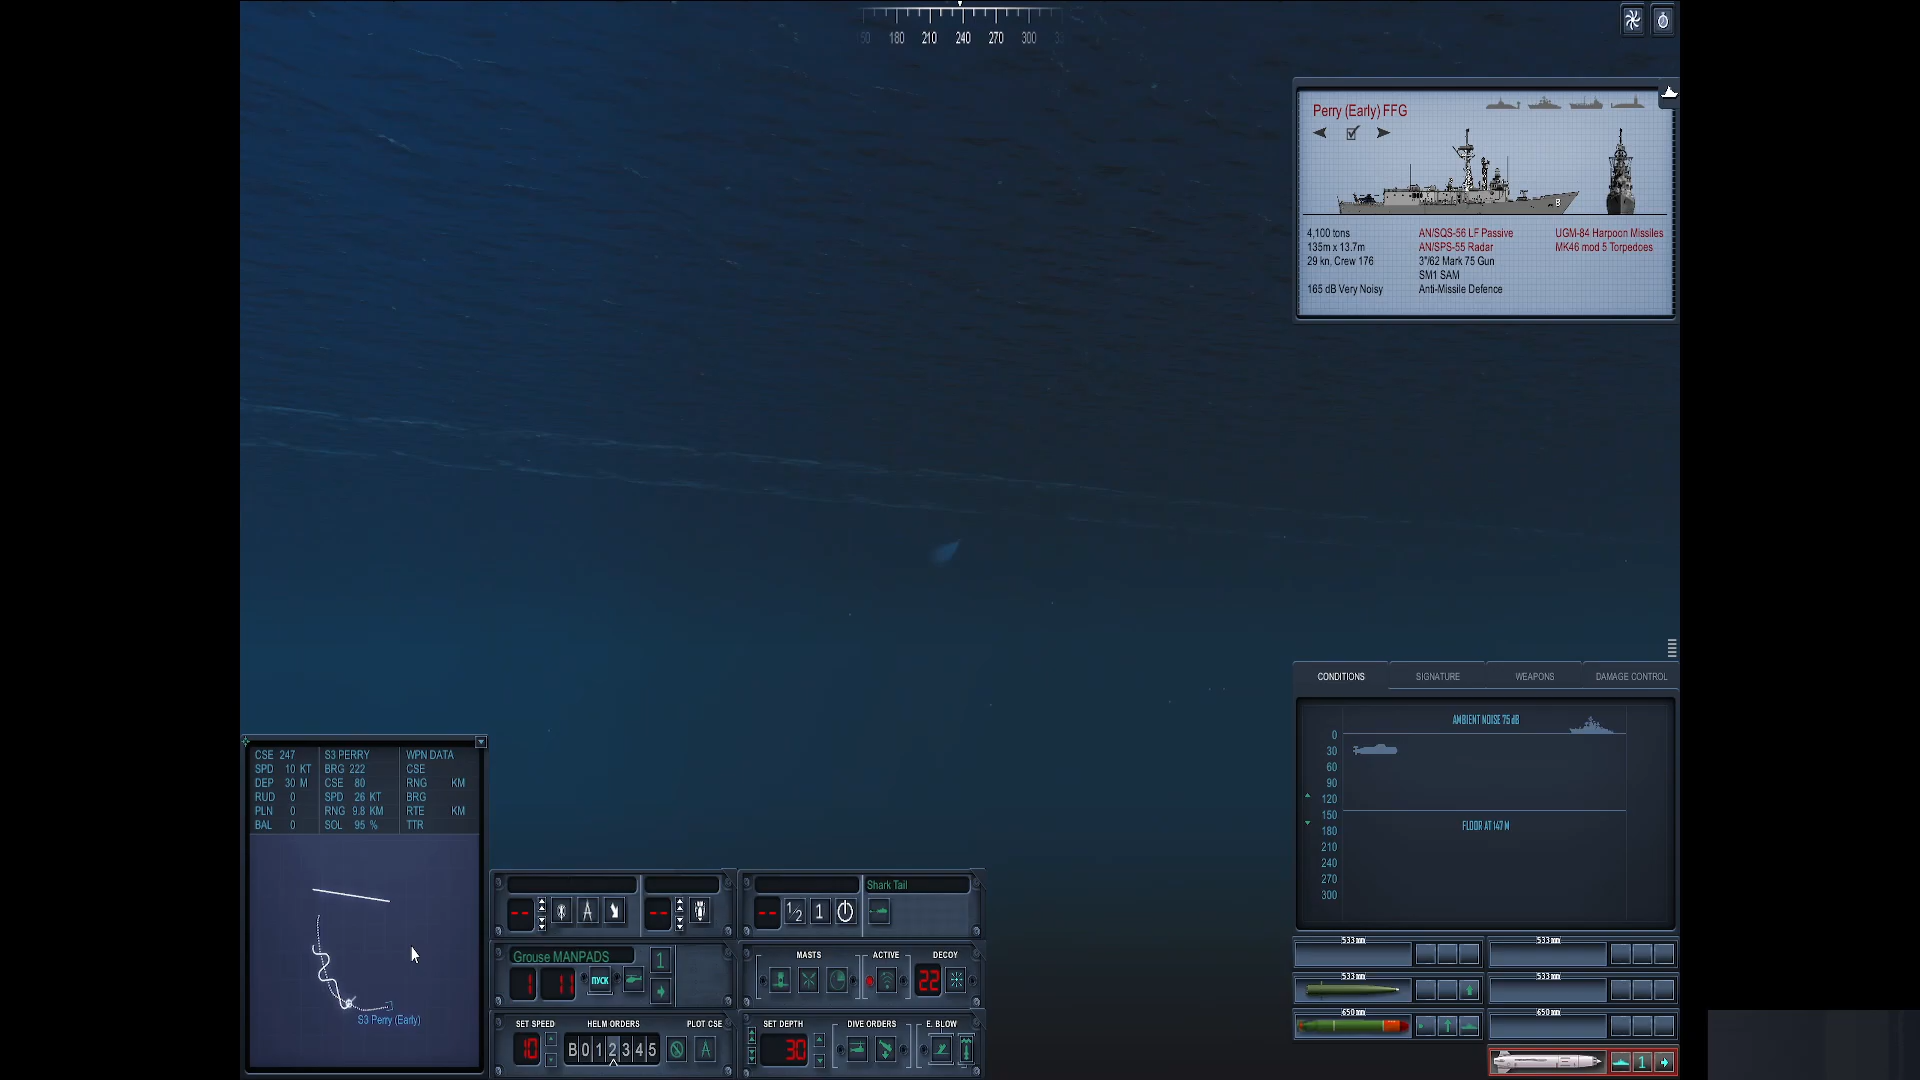 180 210 240 270 300
Perry (Early) FFG
8
4,100 tons AN/SQS-56 LF Passive UGM-84 Harpoon Missiles
135m x 13.7m AN/SPS-55 Radar MK46 mod 5 Torpedoes
29 kn, Crew 176 3"/62 Mark 75 Gun
SM1 SAM
165 dB Very Noisy Anti-Missile Defence
CONDITIONS SIGNATURE WEAPONS DAMAGE CONTROL
AMBIENT NOISE 75 dB
0
30
60
90
120
150
180
210
240
270
300
FLOOR AT 147 M
CSE 247 S3 PERRY WPN DATA
SPD 10 KT BRG 222 CSE
DEP 30 M CSE 80 RNG KM
RUD 0 SPD 26 KT BRG
PLN 0 RNG 9.8 KM RTE KM
BAL 0 SOL 95 % TTR
S3 Perry (Early)
Shark Tail
-- -- -- 1/2 1
Grouse MANPADS 1 MASTS ACTIVE DECOY
1 11 ПУСК 22
SET SPEED HELM ORDERS PLOT CSE SET DEPTH DIVE ORDERS E. BLOW
10 B 0 1 2 3 4 5 30
533 mm 533 mm
533 mm 533 mm
650 mm 650 mm
1